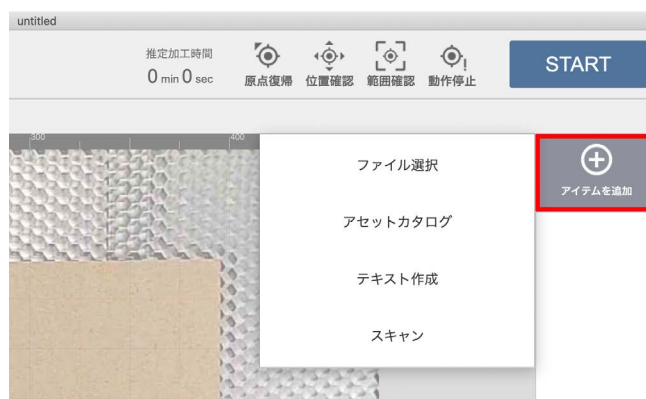 untitled
推定加工時間
0 min 0 sec
原点復帰
位置確認
範囲確認
動作停止
START
300
400
アイテムを追加
ファイル選択
アセットカタログ
テキスト作成
スキャン